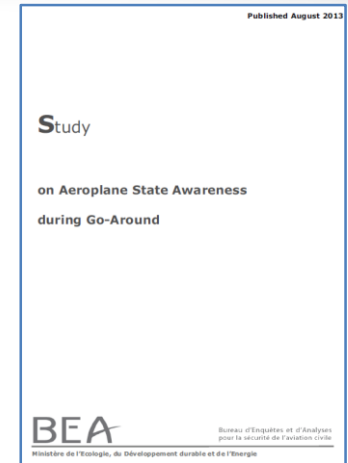 Published August 2013
Study
on Aeroplane State Awareness
during Go-Around
BEA
Bureau d'Enquêtes et d'Analyses
pour la sécurité de l'aviation civile
Ministère de l'Ecologie, du Développement durable et de l'Energie